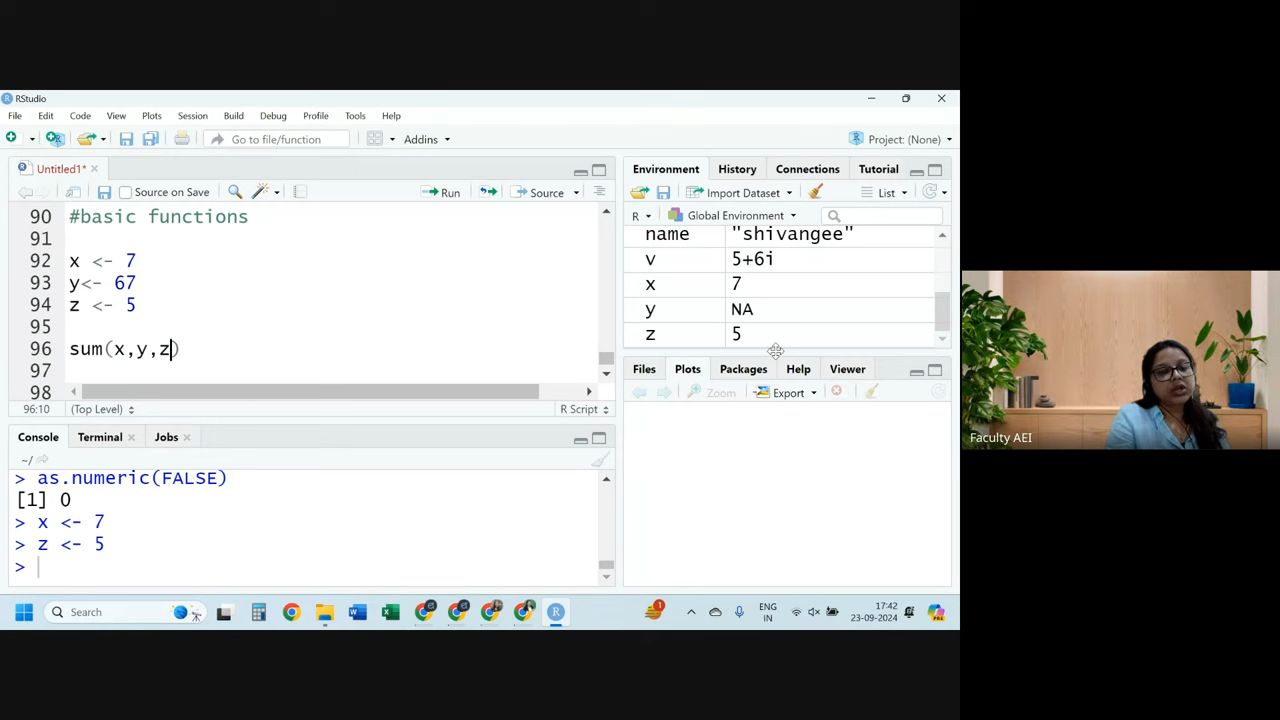 RStudio
File Edit Code View Plots Session Build Debug Profile Tools Help
Go to file/function Addins Project: (None)
Untitled1*
Source on Save Run Source
90 #basic functions
91
92 x <- 7
93 y<- 67
94 z <- 5
95
96 sum(x,y,z)
97
98
96:10 (Top Level) R Script
Console Terminal Jobs
~/
> as.numeric(FALSE)
[1] 0
> x <- 7
> z <- 5
>
Environment History Connections Tutorial
Import Dataset List
R Global Environment
name "shivangee"
v 5+6i
x 7
y NA
z 5
Files Plots Packages Help Viewer
Zoom Export
Faculty AEI
Search
1
ENG
IN
17:42
23-09-2024
PRE